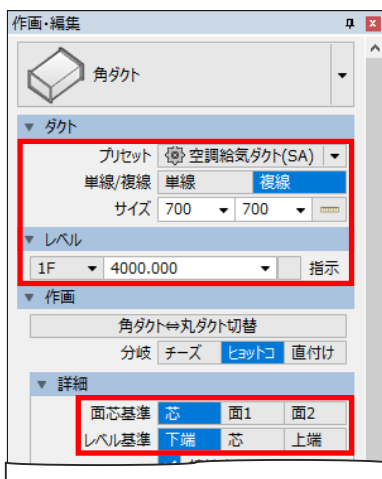 作画・編集
角ダクト
ダクト
プリセット 空調給気ダクト(SA)
単線/複線 単線 複線
サイズ 700 700
レベル
1F 4000.000 指示
作画
角ダクト⇔丸ダクト切替
分岐 チーズ ヒョットコ 直付け
詳細
面芯基準 芯 面1 面2
レベル基準 下端 芯 上端